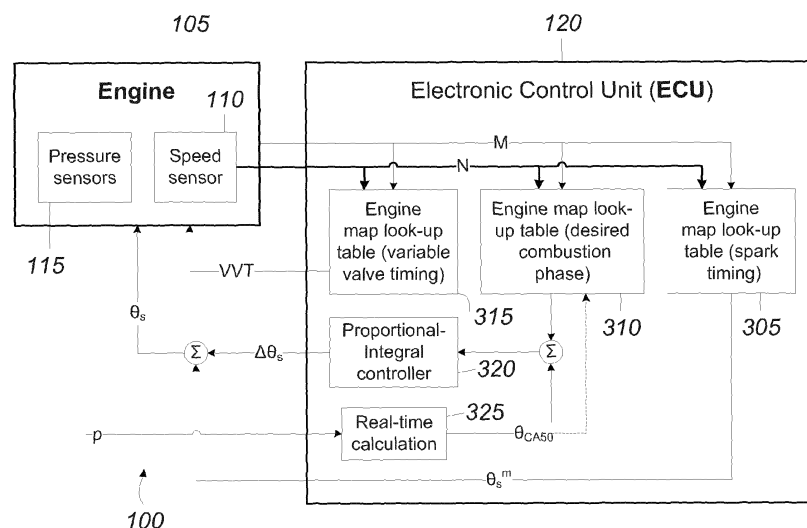 105
120
Engine
110
Electronic Control Unit (ECU)
Pressure
sensors
Speed
sensor
M
N
115
Engine
map look-up
table (variable
valve timing)
Engine map look-
up table (desired
combustion
phase)
Engine
map look-up
table (spark
timing)
VVT
315
310
305
θs
Σ
Δθs
Proportional-
Integral
controller
320
Σ
325
p
Real-time
calculation
θCA50
θsm
100